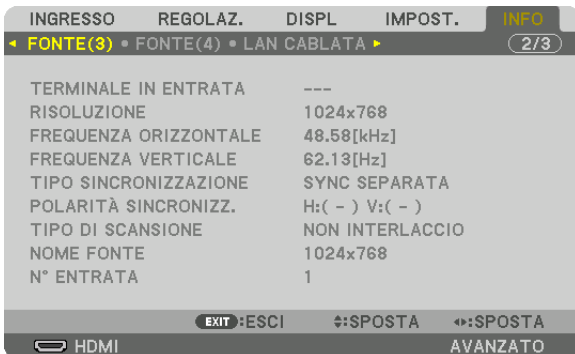 INGRESSO REGOLAZ. DISPL IMPOST. INFO
FONTE(3) • FONTE(4) • LAN CABLATA 2/3
TERMINALE IN ENTRATA ---
RISOLUZIONE 1024x768
FREQUENZA ORIZZONTALE 48.58[kHz]
FREQUENZA VERTICALE 62.13[Hz]
TIPO SINCRONIZZAZIONE SYNC SEPARATA
POLARITÀ SINCRONIZZ. H:( - ) V:( - )
TIPO DI SCANSIONE NON INTERLACCIO
NOME FONTE 1024x768
N° ENTRATA 1
EXIT :ESCI :SPOSTA :SPOSTA
HDMI AVANZATO